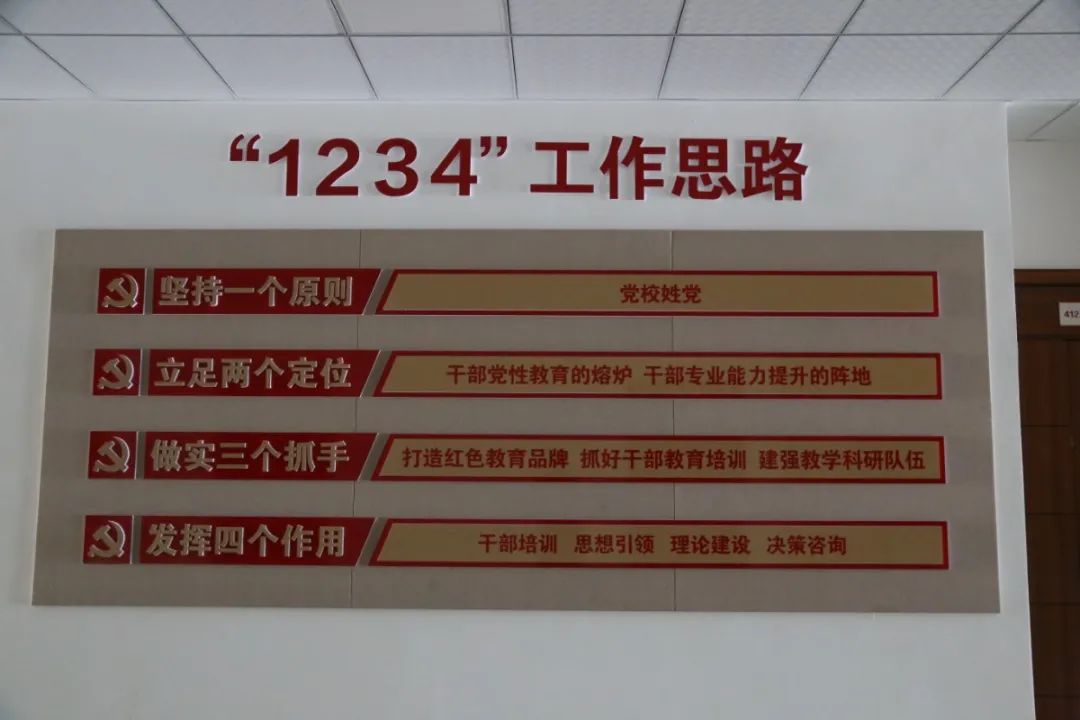 “1234”工作思路
坚持一个原则 党校姓党
立足两个定位 干部党性教育的熔炉 干部专业能力提升的阵地
做实三个抓手 打造红色教育品牌 抓好干部教育培训 建强教学科研队伍
发挥四个作用 干部培训 思想引领 理论建设 决策咨询
412